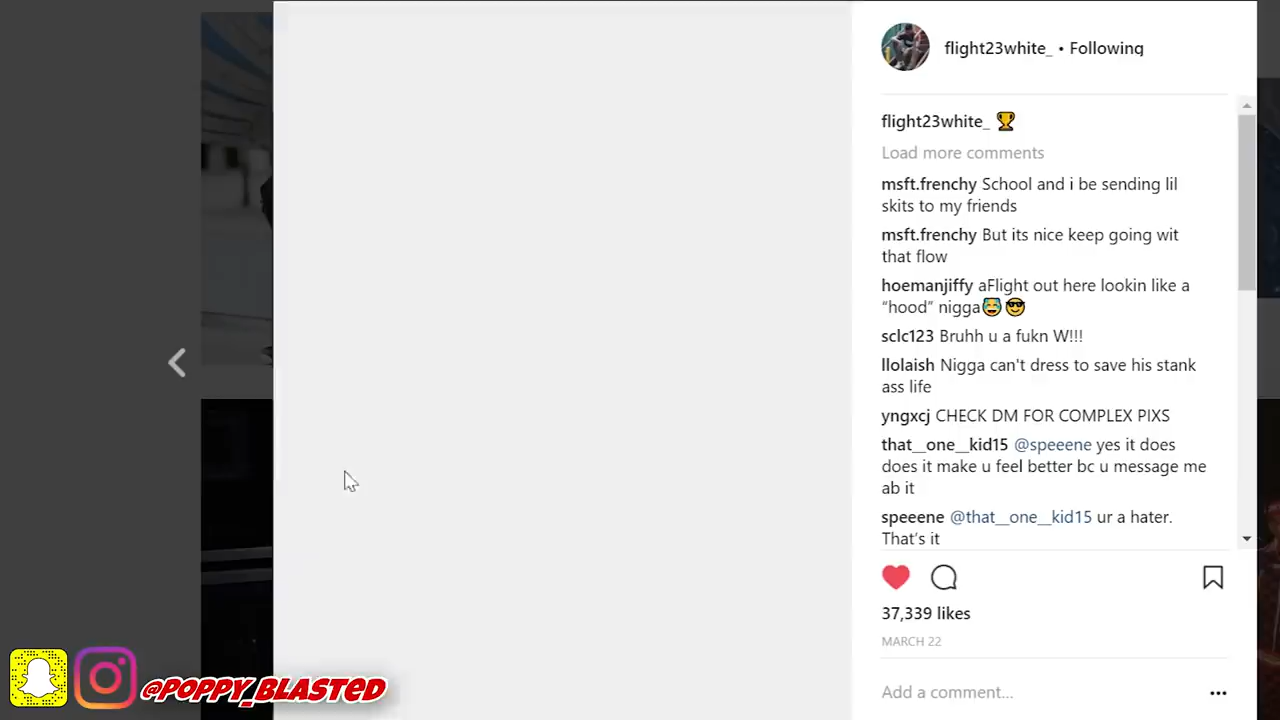 flight23white_ • Following
flight23white_ 🏆
Load more comments
msft.frenchy School and i be sending lil
skits to my friends
msft.frenchy But its nice keep going wit
that flow
hoemanjiffy aFlight out here lookin like a
“hood” nigga😂😎
sclc123 Bruhh u a fukn W!!!
llolaish Nigga can't dress to save his stank
ass life
yngxcj CHECK DM FOR COMPLEX PIXS
that__one__kid15 @speeene yes it does
does it make u feel better bc u message me
ab it
speeene @that__one__kid15 ur a hater.
That’s it
37,339 likes
MARCH 22
Add a comment...
@POPPY_BLASTED